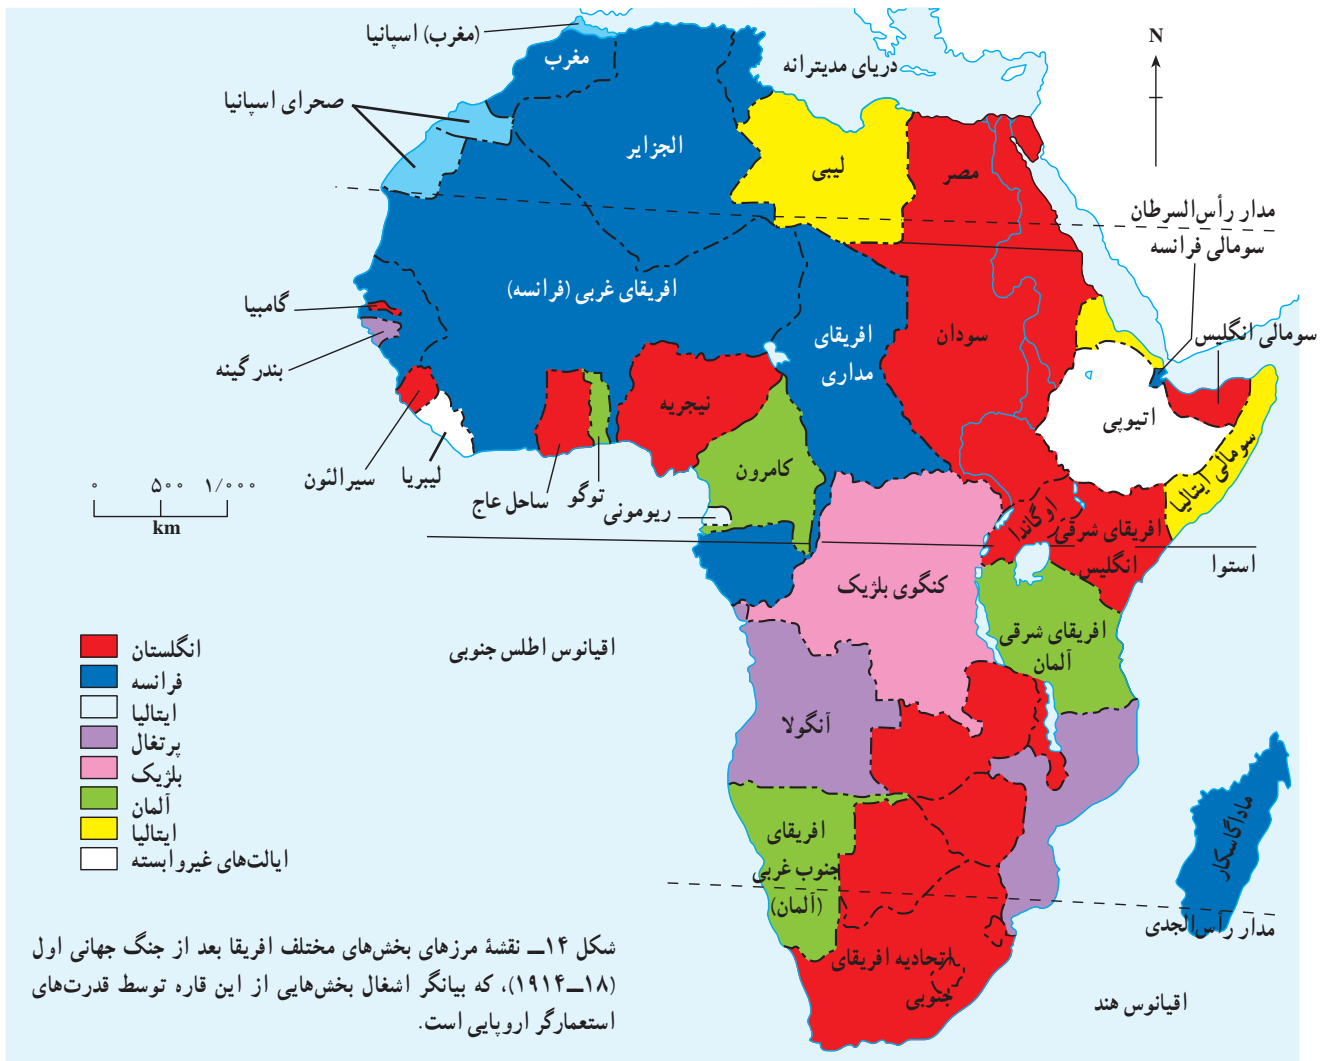 (مغرب) اسپانیا
مغرب
دریای مدیترانه
N
صحرای اسپانیا
الجزایر
لیبی
مصر
مدار رأس‌السرطان
سومالی فرانسه
افریقای غربی (فرانسه)
گامبیا
بندر گینه
افریقای
مداری
سودان
سومالی انگلیس
اتیوپی
نیجریه
سومالی ایتالیا
سیرالئون
لیبریا
ساحل عاج
توگو
کامرون
ریومونی
۰ ۵۰۰ ۱/۰۰۰
km
اوگاندا
افریقای شرقی
انگلیس
استوا
کنگوی بلژیک
افریقای شرقی
آلمان
اقیانوس اطلس جنوبی
انگلستان
فرانسه
ایتالیا
پرتغال
بلژیک
آلمان
ایتالیا
ایالت‌های غیروابسته
آنگولا
افریقای
جنوب غربی
(آلمان)
ماداگاسکار
مدار رأس‌الجدی
اتحادیه افریقای
جنوبی
اقیانوس هند
شکل ۱۴ــ نقشهٔ مرزهای بخش‌های مختلف افریقا بعد از جنگ جهانی اول
(۱۸ــ۱۹۱۴)، که بیانگر اشغال بخش‌هایی از این قاره توسط قدرت‌های
استعمارگر اروپایی است.